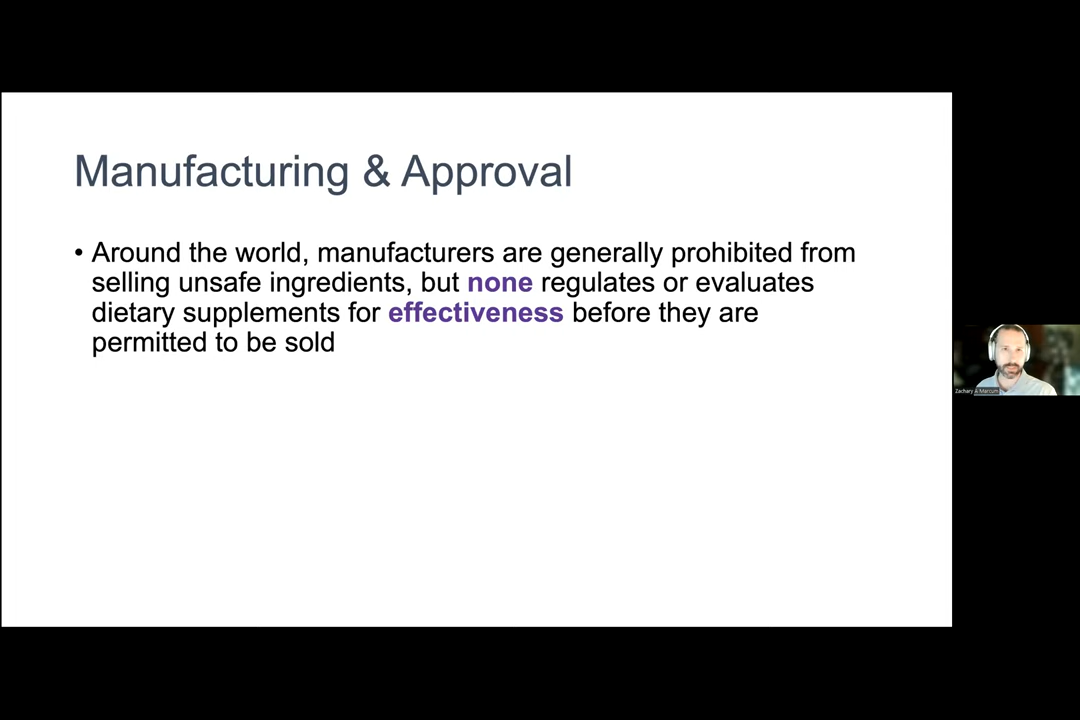 Manufacturing & Approval
• Around the world, manufacturers are generally prohibited from
selling unsafe ingredients, but none regulates or evaluates
dietary supplements for effectiveness before they are
permitted to be sold
Zachary A Marcum